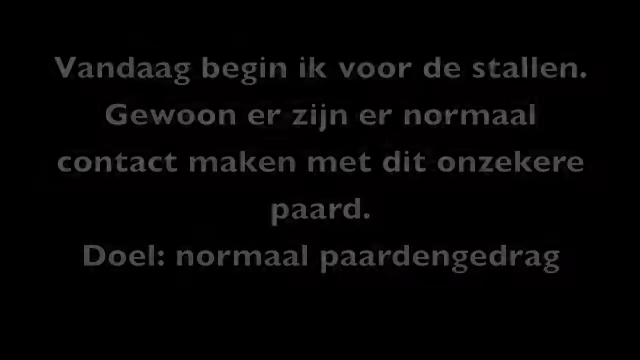 Vandaag begin ik voor de stallen.
Gewoon er zijn er normaal
contact maken met dit onzekere
paard.
Doel: normaal paardengedrag